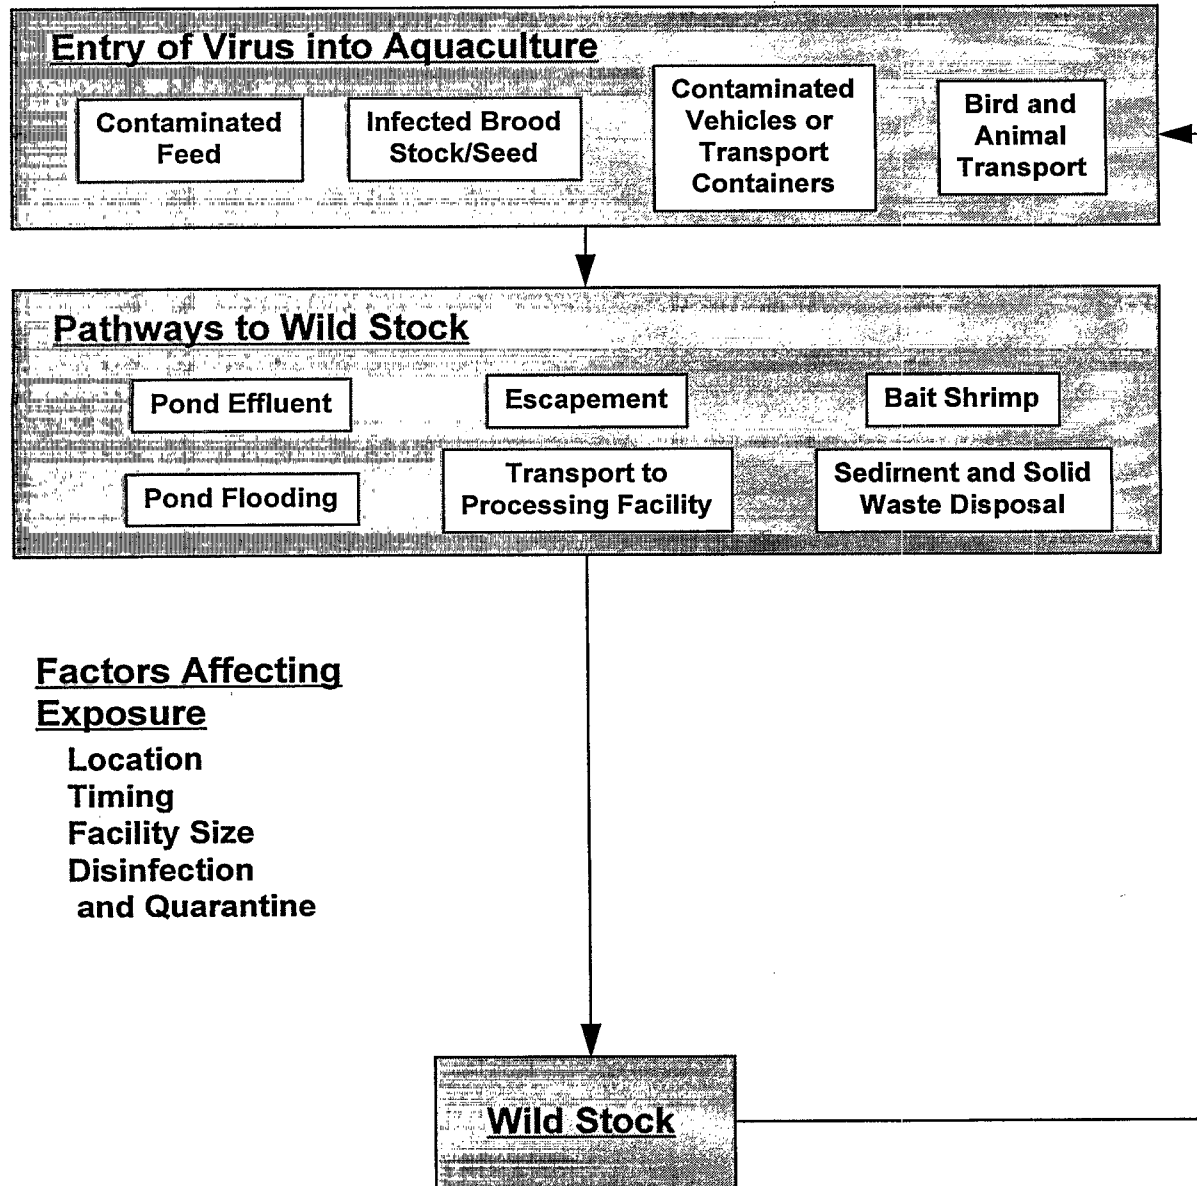 Entry of Virus into Aquaculture
Contaminated
Feed
Infected Brood
Stock/Seed
Contaminated
Vehicles or
Transport
Containers
Bird and
Animal
Transport
Pathways to Wild Stock
Pond Effluent
Escapement
Bait Shrimp
Pond Flooding
Transport to
Processing Facility
Sediment and Solid
Waste Disposal
Factors Affecting
Exposure
Location
Timing
Facility Size
Disinfection
and Quarantine
Wild Stock